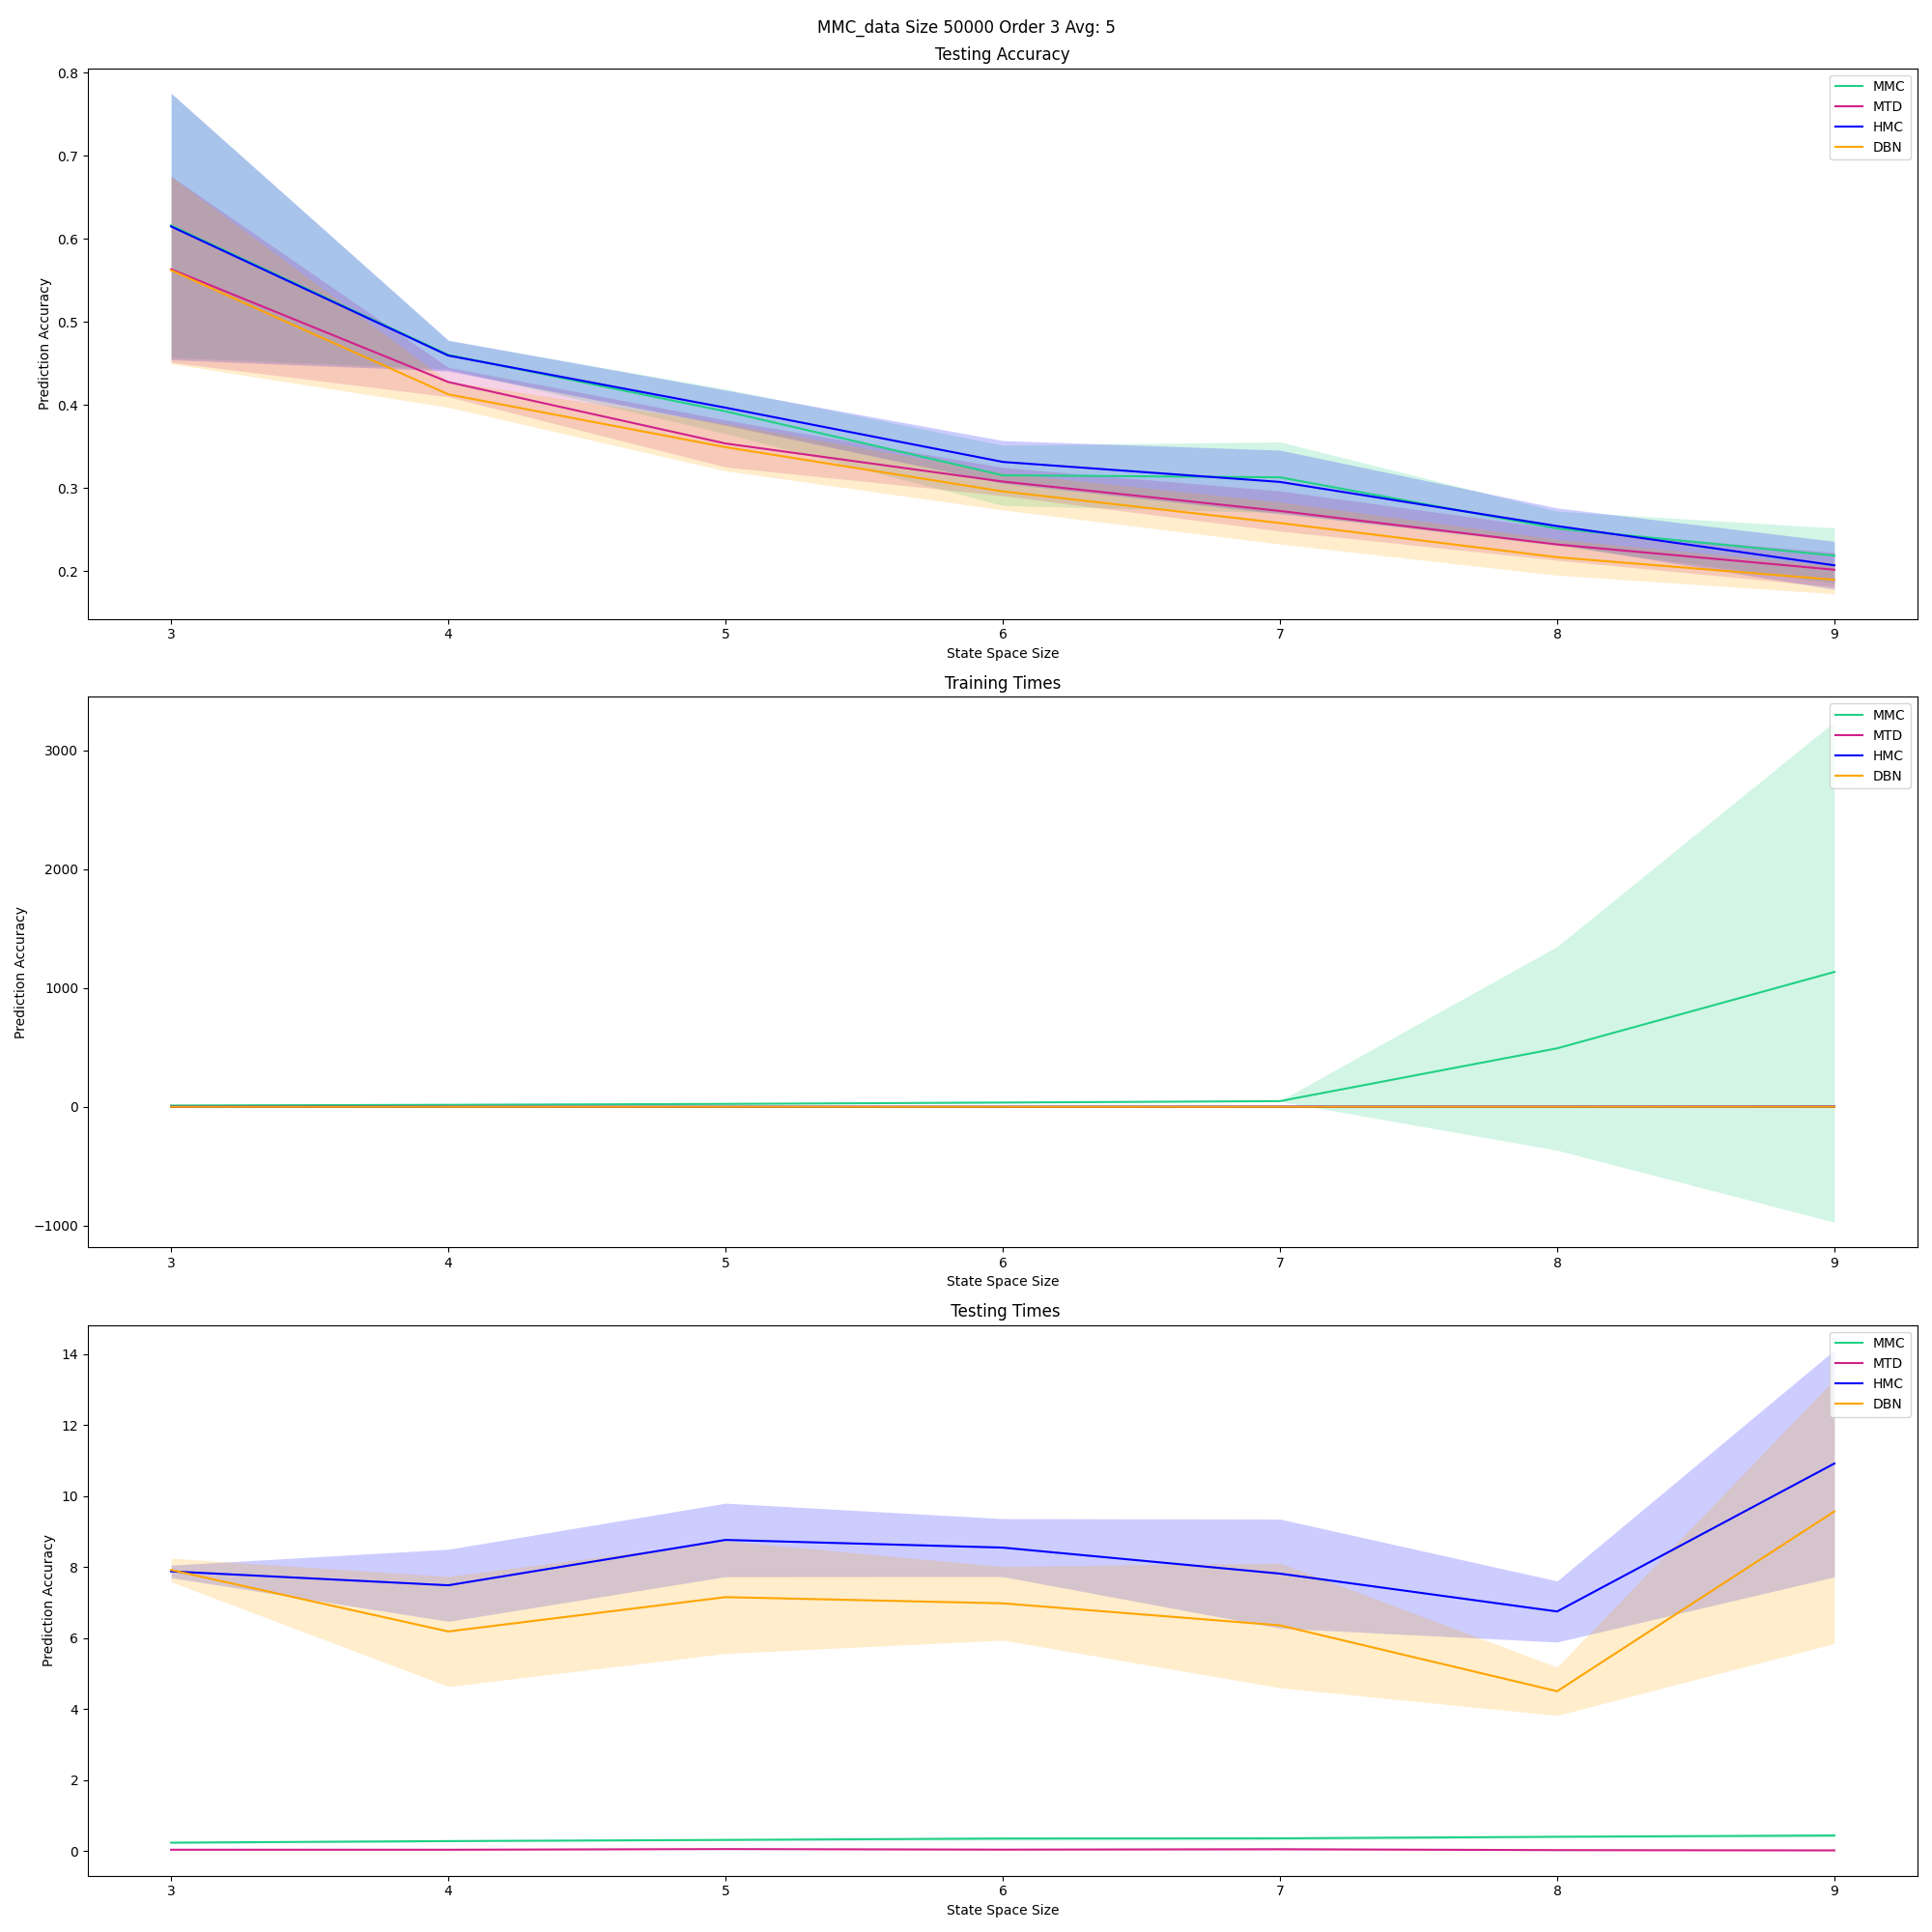 MMC_data Size 50000 Order 3 Avg: 5
Testing Accuracy
0.8
0.7
0.6
0.5
0.4
0.3
0.2
Prediction Accuracy
MMC
MTD
HMC
DBN
3 4 5 6 7 8 9
State Space Size
Training Times
3000
2000
1000
0
−1000
Prediction Accuracy
MMC
MTD
HMC
DBN
3 4 5 6 7 8 9
State Space Size
Testing Times
14
12
10
8
6
4
2
0
Prediction Accuracy
MMC
MTD
HMC
DBN
3 4 5 6 7 8 9
State Space Size